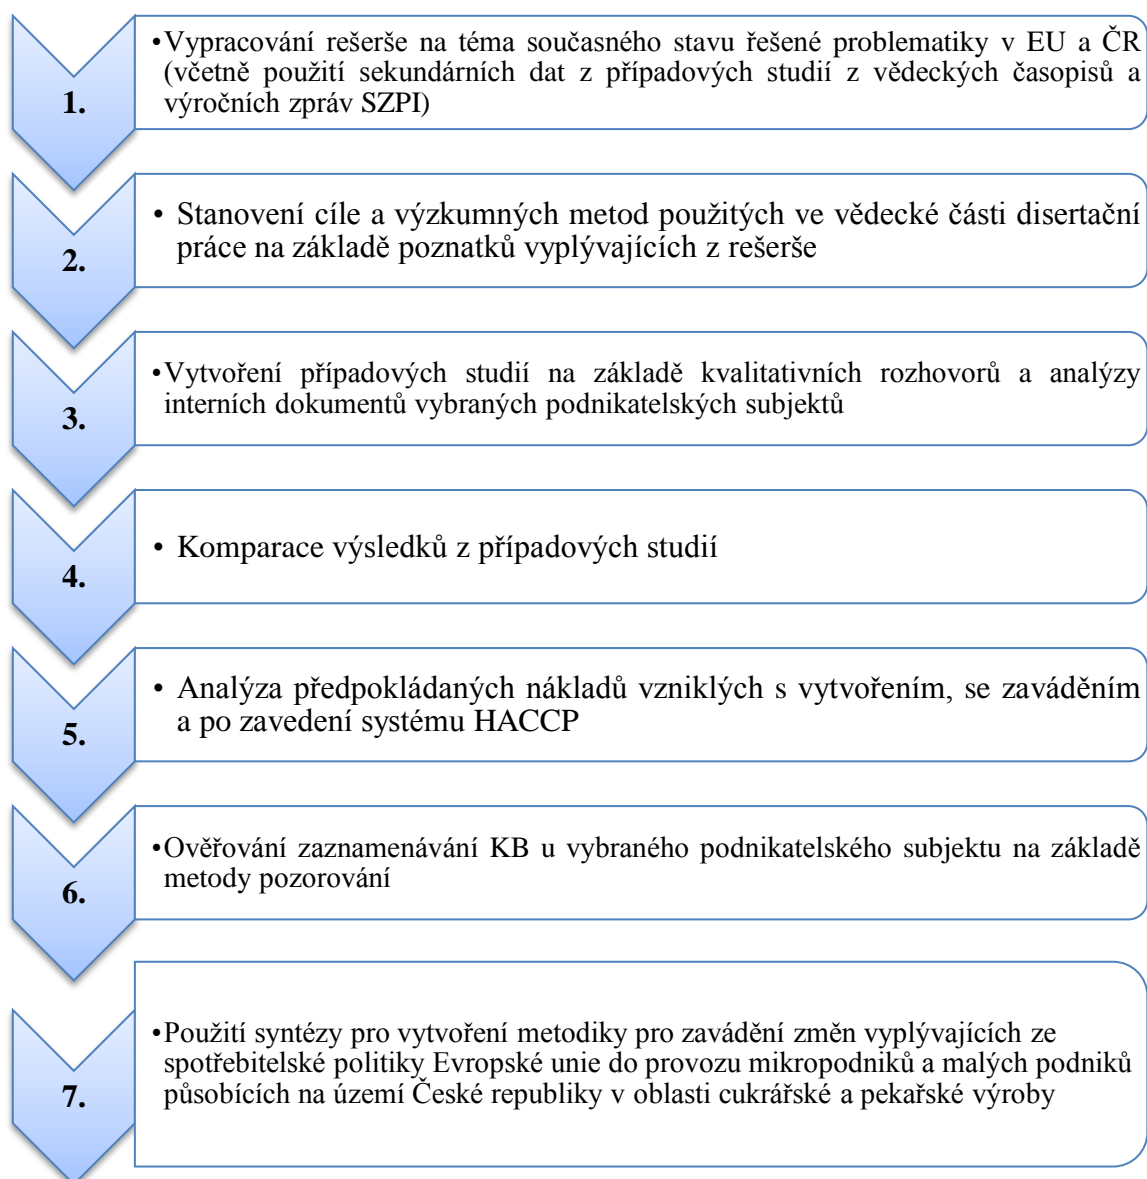 1.
•Vypracování rešerše na téma současného stavu řešené problematiky v EU a ČR
(včetně použití sekundárních dat z případových studií z vědeckých časopisů a
výročních zpráv SZPI)
2.
• Stanovení cíle a výzkumných metod použitých ve vědecké části disertační
práce na základě poznatků vyplývajících z rešerše
3.
•Vytvoření případových studií na základě kvalitativních rozhovorů a analýzy
interních dokumentů vybraných podnikatelských subjektů
4.
• Komparace výsledků z případových studií
5.
• Analýza předpokládaných nákladů vzniklých s vytvořením, se zaváděním
a po zavedení systému HACCP
6.
•Ověřování zaznamenávání KB u vybraného podnikatelského subjektu na základě
metody pozorování
7.
•Použití syntézy pro vytvoření metodiky pro zavádění změn vyplývajících ze
spotřebitelské politiky Evropské unie do provozu mikropodniků a malých podniků
působících na území České republiky v oblasti cukrářské a pekařské výroby